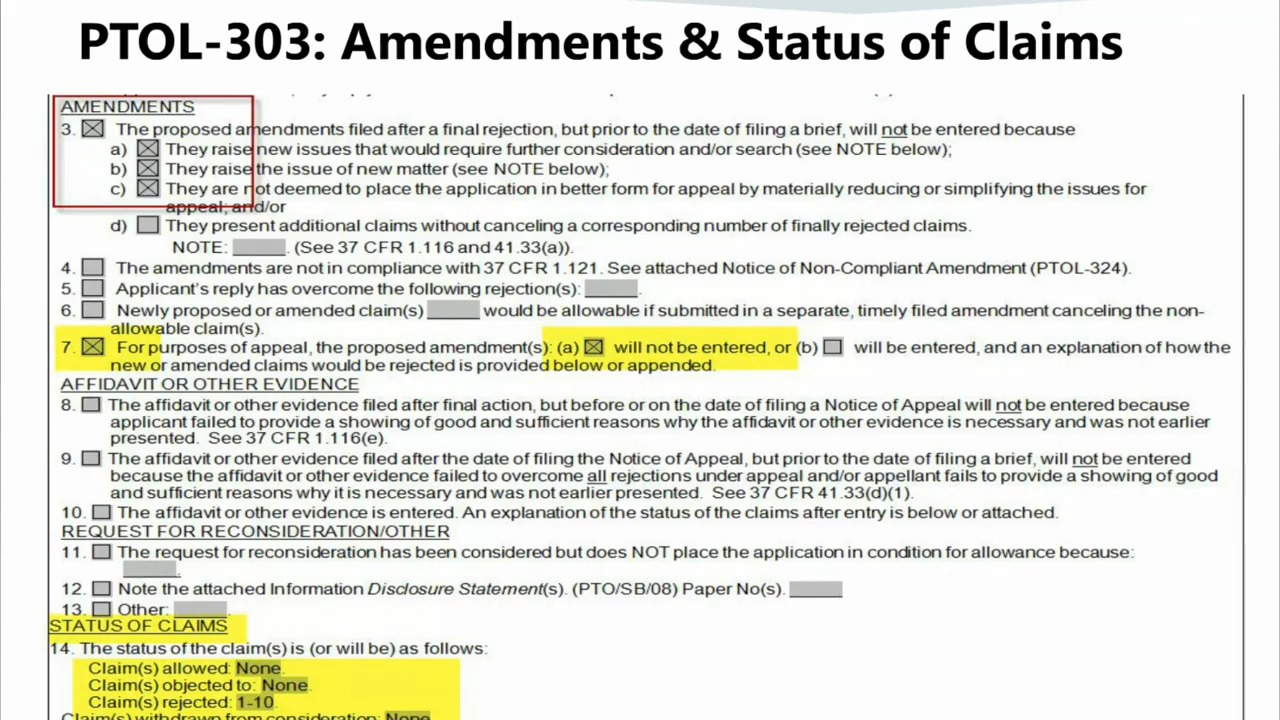 PTOL-303: Amendments & Status of Claims
AMENDMENTS
3. ☒ The proposed amendments filed after a final rejection, but prior to the date of filing a brief, will not be entered because
a) ☒ They raise new issues that would require further consideration and/or search (see NOTE below);
b) ☒ They raise the issue of new matter (see NOTE below);
c) ☒ They are not deemed to place the application in better form for appeal by materially reducing or simplifying the issues for
appeal; and/or
d) ☐ They present additional claims without canceling a corresponding number of finally rejected claims.
NOTE: _____. (See 37 CFR 1.116 and 41.33(a)).
4. ☐ The amendments are not in compliance with 37 CFR 1.121. See attached Notice of Non-Compliant Amendment (PTOL-324).
5. ☐ Applicant's reply has overcome the following rejection(s): _____.
6. ☐ Newly proposed or amended claim(s) _____ would be allowable if submitted in a separate, timely filed amendment canceling the non-
allowable claim(s).
7. ☒ For purposes of appeal, the proposed amendment(s): (a) ☒ will not be entered, or (b) ☐ will be entered, and an explanation of how the
new or amended claims would be rejected is provided below or appended.
AFFIDAVIT OR OTHER EVIDENCE
8. ☐ The affidavit or other evidence filed after final action, but before or on the date of filing a Notice of Appeal will not be entered because
applicant failed to provide a showing of good and sufficient reasons why the affidavit or other evidence is necessary and was not earlier
presented. See 37 CFR 1.116(e).
9. ☐ The affidavit or other evidence filed after the date of filing the Notice of Appeal, but prior to the date of filing a brief, will not be entered
because the affidavit or other evidence failed to overcome all rejections under appeal and/or appellant fails to provide a showing of good
and sufficient reasons why it is necessary and was not earlier presented. See 37 CFR 41.33(d)(1).
10. ☐ The affidavit or other evidence is entered. An explanation of the status of the claims after entry is below or attached.
REQUEST FOR RECONSIDERATION/OTHER
11. ☐ The request for reconsideration has been considered but does NOT place the application in condition for allowance because:
_____.
12. ☐ Note the attached Information Disclosure Statement(s). (PTO/SB/08) Paper No(s). _____
13. ☐ Other: _____.
STATUS OF CLAIMS
14. The status of the claim(s) is (or will be) as follows:
Claim(s) allowed: None.
Claim(s) objected to: None.
Claim(s) rejected: 1-10.
Claim(s) withdrawn from consideration: None